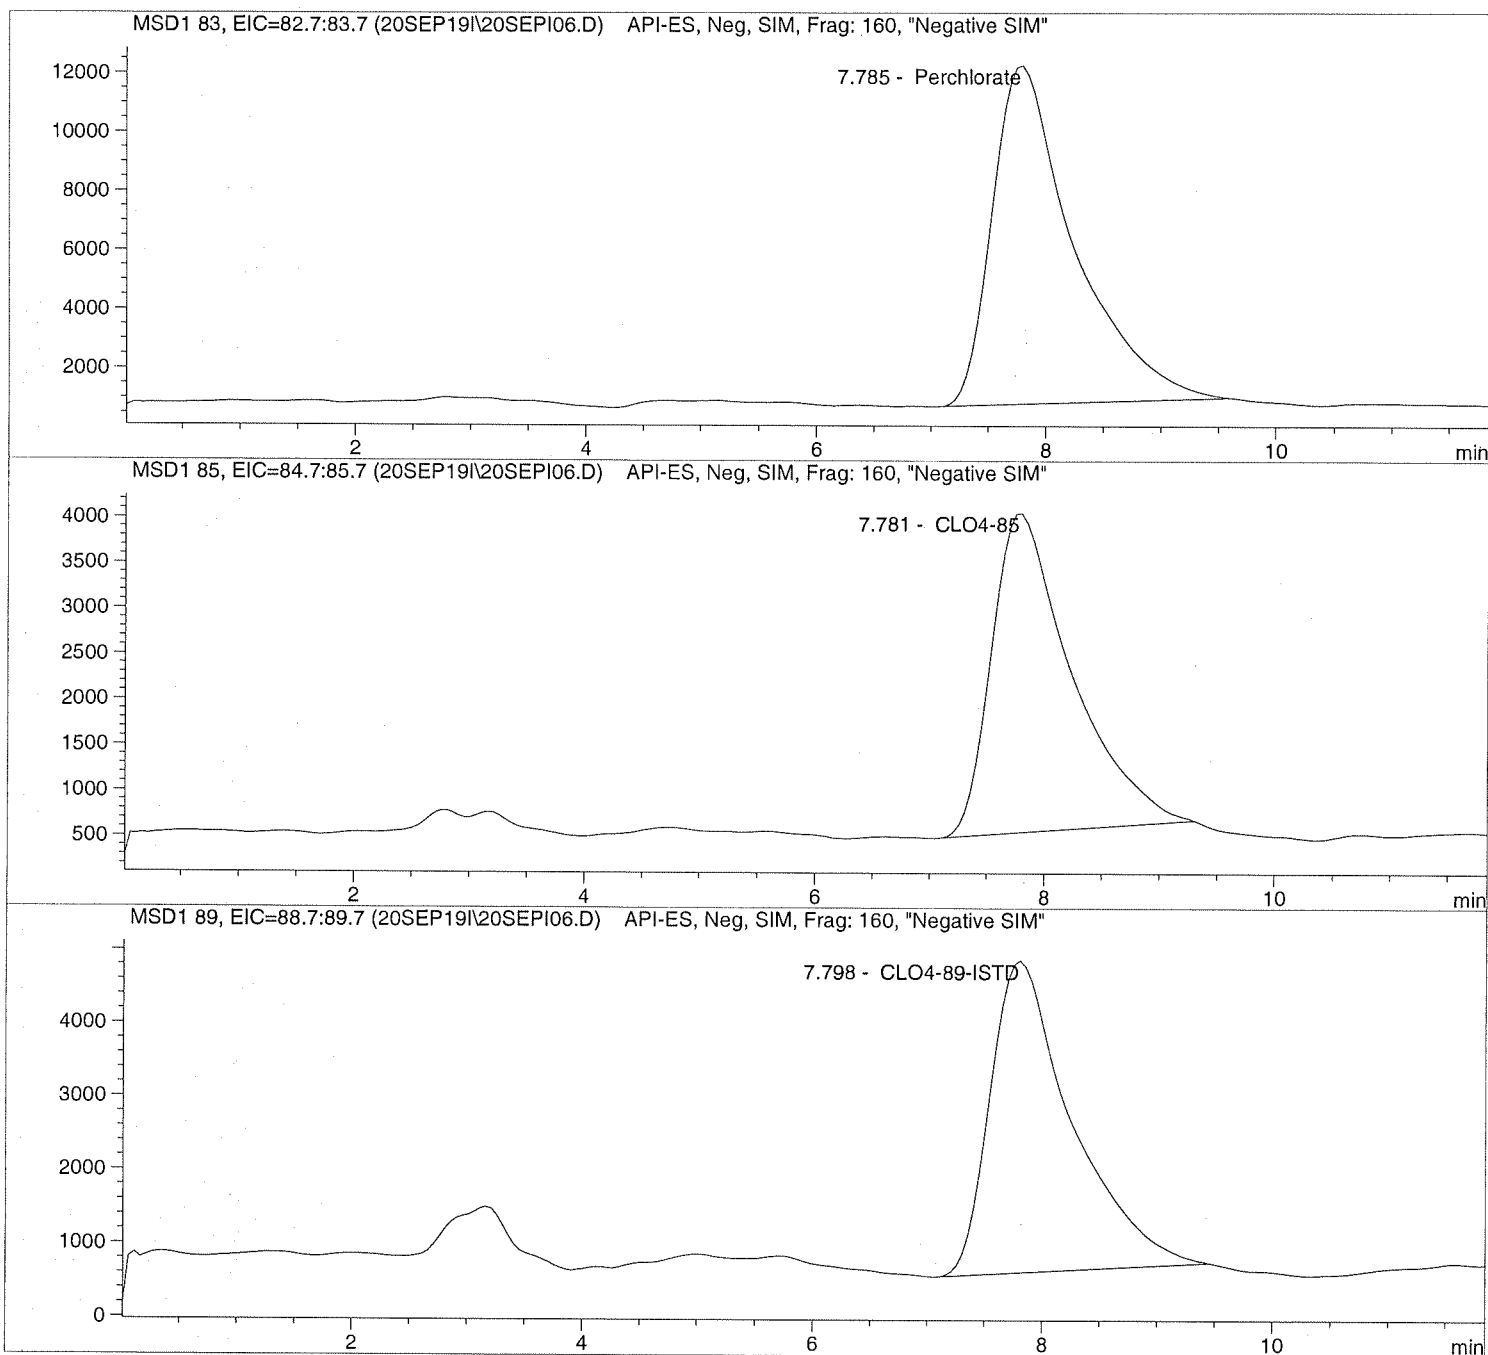 MSD1 83, EIC=82.7:83.7 (20SEP19I\20SEPI06.D) API-ES, Neg, SIM, Frag: 160, "Negative SIM"
7.785 - Perchlorate
12000
10000
8000
6000
4000
2000
2 4 6 8 10 min
MSD1 85, EIC=84.7:85.7 (20SEP19I\20SEPI06.D) API-ES, Neg, SIM, Frag: 160, "Negative SIM"
7.781 - CLO4-85
4000
3500
3000
2500
2000
1500
1000
500
2 4 6 8 10 min
MSD1 89, EIC=88.7:89.7 (20SEP19I\20SEPI06.D) API-ES, Neg, SIM, Frag: 160, "Negative SIM"
7.798 - CLO4-89-ISTD
4000
3000
2000
1000
0
2 4 6 8 10 min